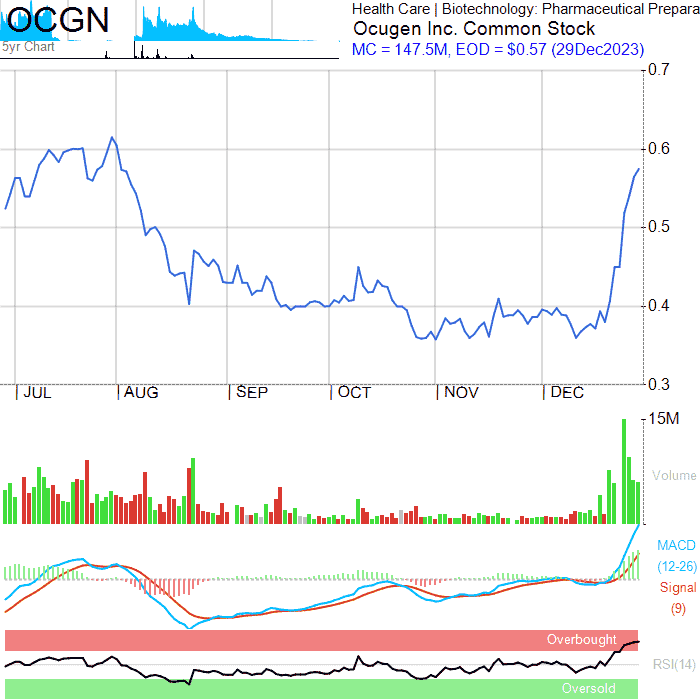 OCGN
5yr Chart
Health Care | Biotechnology: Pharmaceutical Prepara
Ocugen Inc. Common Stock
MC = 147.5M, EOD = $0.57 (29Dec2023)
0.7
0.6
0.5
0.4
0.3
| JUL | AUG | SEP | OCT | NOV | DEC
15M
Volume
MACD
(12-26)
Signal
(9)
Overbought
RSI(14)
Oversold